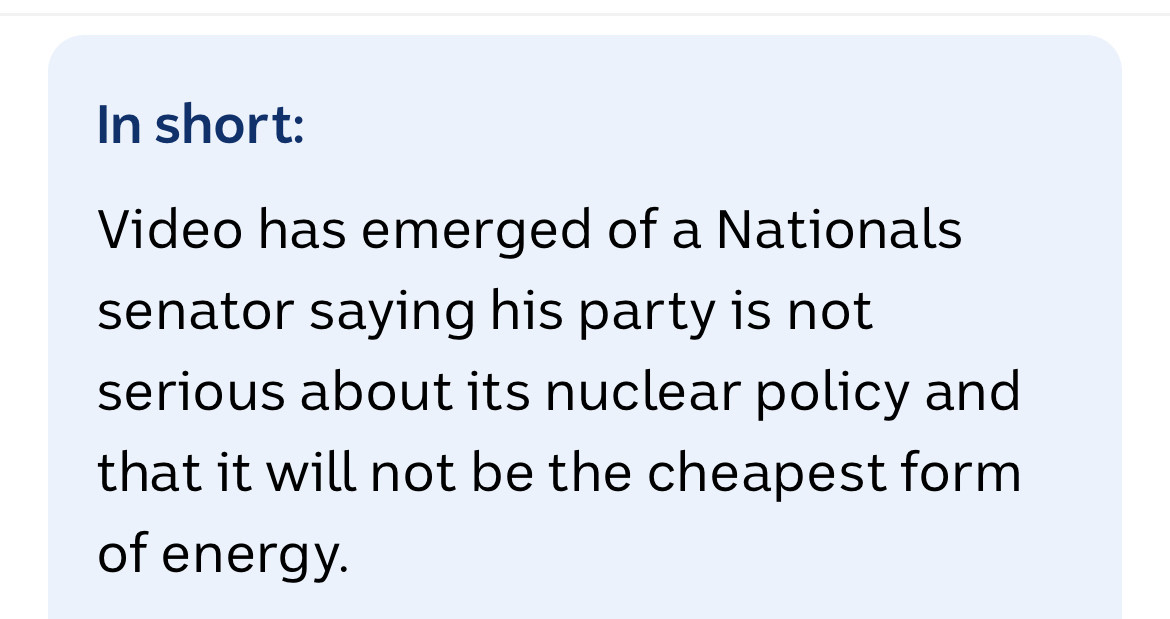 In short:
Video has emerged of a Nationals
senator saying his party is not
serious about its nuclear policy and
that it will not be the cheapest form
of energy.